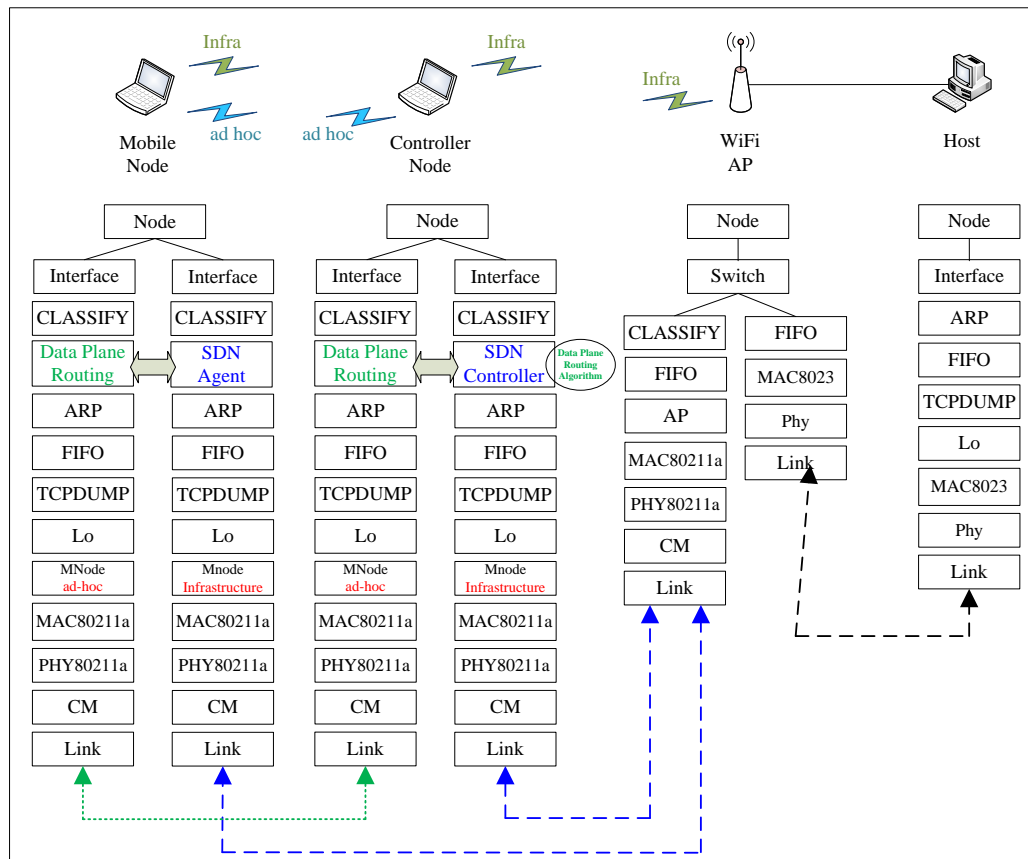 Infra
ad hoc
Mobile
Node
Infra
ad hoc
Controller
Node
Infra
WiFi
AP
Host
Node
Interface
CLASSIFY
Data Plane
Routing
ARP
FIFO
TCPDUMP
Lo
MNode
ad-hoc
MAC80211a
PHY80211a
CM
Link
Interface
CLASSIFY
SDN
Agent
ARP
FIFO
TCPDUMP
Lo
Mnode
Infrastructure
MAC80211a
PHY80211a
CM
Link
Node
Interface
CLASSIFY
Data Plane
Routing
ARP
FIFO
TCPDUMP
Lo
MNode
ad-hoc
MAC80211a
PHY80211a
CM
Link
Interface
CLASSIFY
SDN
Controller
Data Plane
Routing
Algorithm
ARP
FIFO
TCPDUMP
Lo
Mnode
Infrastructure
MAC80211a
PHY80211a
CM
Link
Node
Switch
CLASSIFY
FIFO
AP
MAC80211a
PHY80211a
CM
Link
FIFO
MAC8023
Phy
Link
Node
Interface
ARP
FIFO
TCPDUMP
Lo
MAC8023
Phy
Link